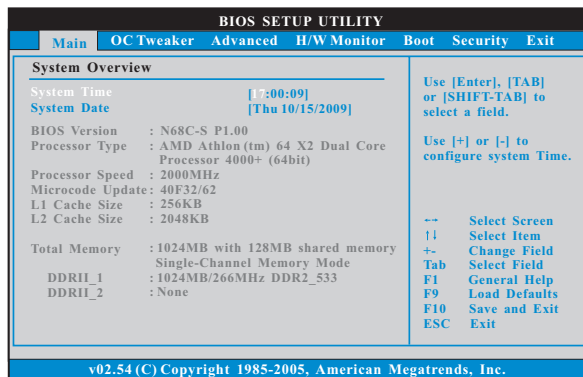 BIOS SETUP UTILITY
Main OC Tweaker Advanced H/W Monitor Boot Security Exit
System Overview
System Time [17:00:09]
System Date [Thu 10/15/2009]
BIOS Version : N68C-S P1.00
Processor Type : AMD Athlon (tm) 64 X2 Dual Core
Processor 4000+ (64bit)
Processor Speed : 2000MHz
Microcode Update : 40F32/62
L1 Cache Size : 256KB
L2 Cache Size : 2048KB
Total Memory : 1024MB with 128MB shared memory
Single-Channel Memory Mode
DDRII_1 : 1024MB/266MHz DDR2_533
DDRII_2 : None
Use [Enter], [TAB]
or [SHIFT-TAB] to
select a field.
Use [+] or [-] to
configure system Time.
←→ Select Screen
↑↓ Select Item
+- Change Field
Tab Select Field
F1 General Help
F9 Load Defaults
F10 Save and Exit
ESC Exit
v02.54 (C) Copyright 1985-2005, American Megatrends, Inc.